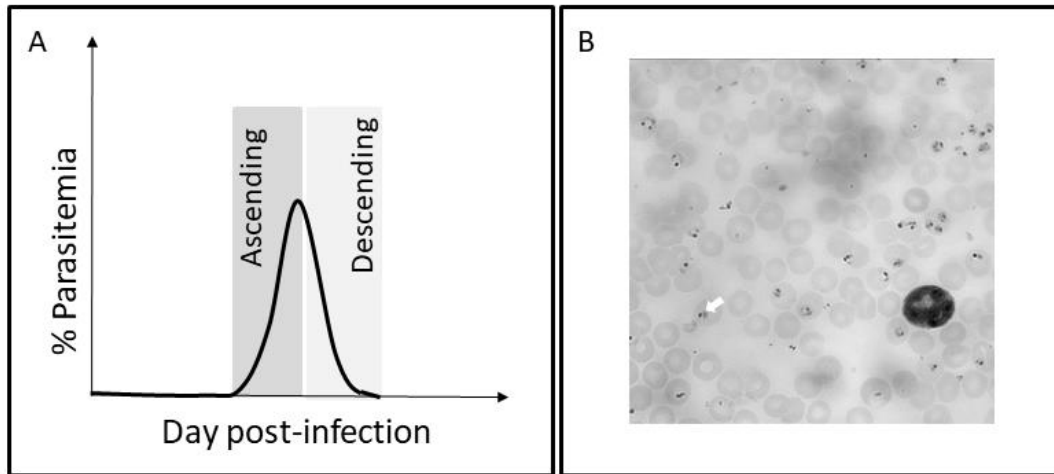 A
% Parasitemia
Ascending
Descending
Day post-infection
B